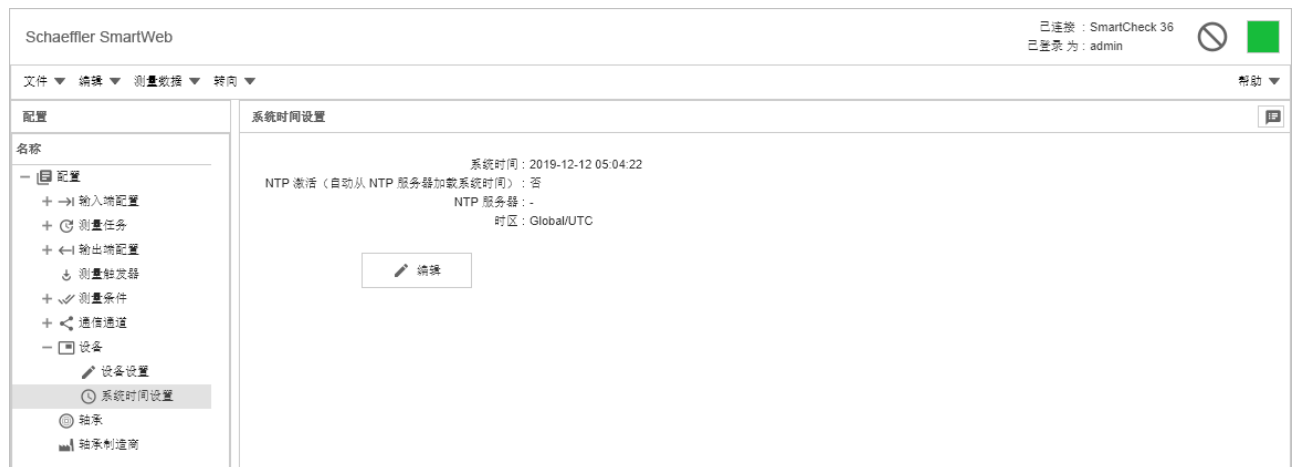 Schaeffler SmartWeb
已连接 : SmartCheck 36
已登录 为 : admin
文件 编辑 测量数据 转向 帮助
配置
名称
配置
输入端配置
测量任务
输出端配置
测量触发器
测量条件
通信通道
设备
设备设置
系统时间设置
轴承
轴承制造商
系统时间设置
系统时间 : 2019-12-12 05:04:22
NTP 激活（自动从 NTP 服务器加载系统时间） : 否
NTP 服务器 : -
时区 : Global/UTC
编辑